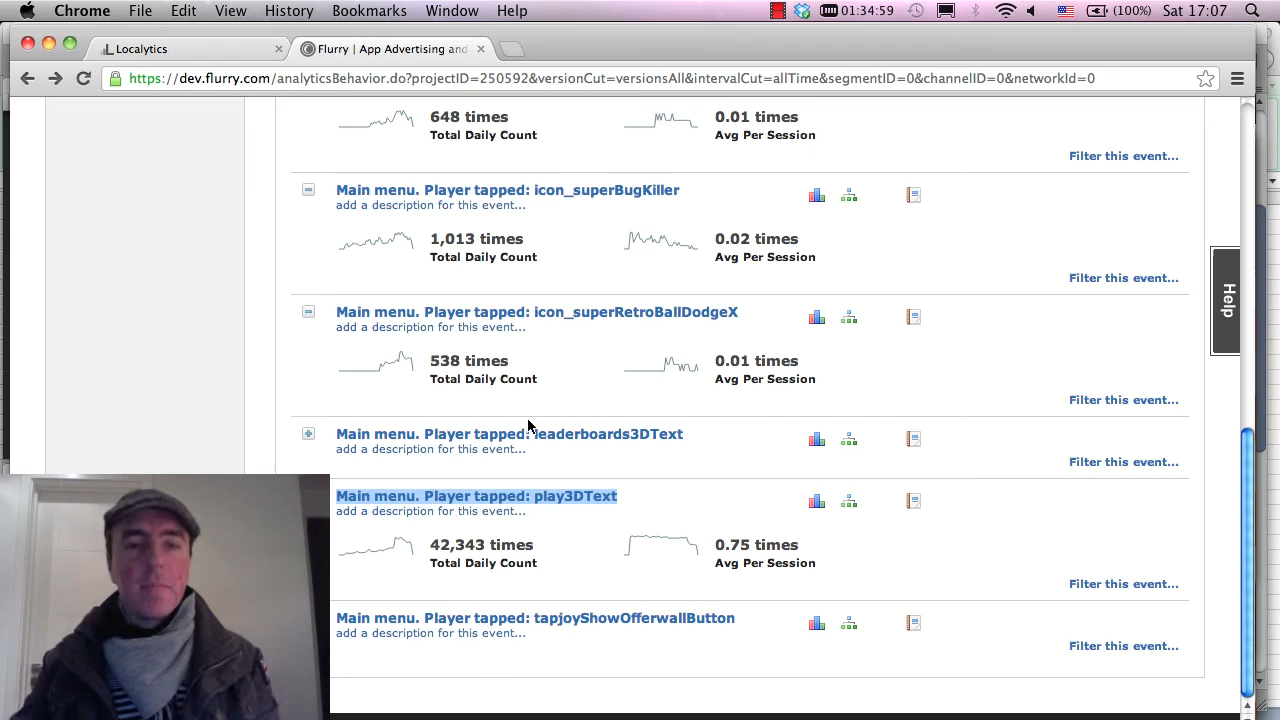 Chrome File Edit View History Bookmarks Window Help 01:34:59 (100%) Sat 17:07
Localytics
Flurry | App Advertising and
https://dev.flurry.com/analyticsBehavior.do?projectID=250592&versionCut=versionsAll&intervalCut=allTime&segmentID=0&channelID=0&networkId=0
648 times 0.01 times
Total Daily Count Avg Per Session
Filter this event...
Main menu. Player tapped: icon_superBugKiller
add a description for this event...
1,013 times 0.02 times
Total Daily Count Avg Per Session
Filter this event...
Main menu. Player tapped: icon_superRetroBallDodgeX
add a description for this event...
538 times 0.01 times
Total Daily Count Avg Per Session
Filter this event...
Main menu. Player tapped: leaderboards3DText
add a description for this event...
Filter this event...
Main menu. Player tapped: play3DText
add a description for this event...
42,343 times 0.75 times
Total Daily Count Avg Per Session
Filter this event...
Main menu. Player tapped: tapjoyShowOfferwallButton
add a description for this event...
Filter this event...
Help